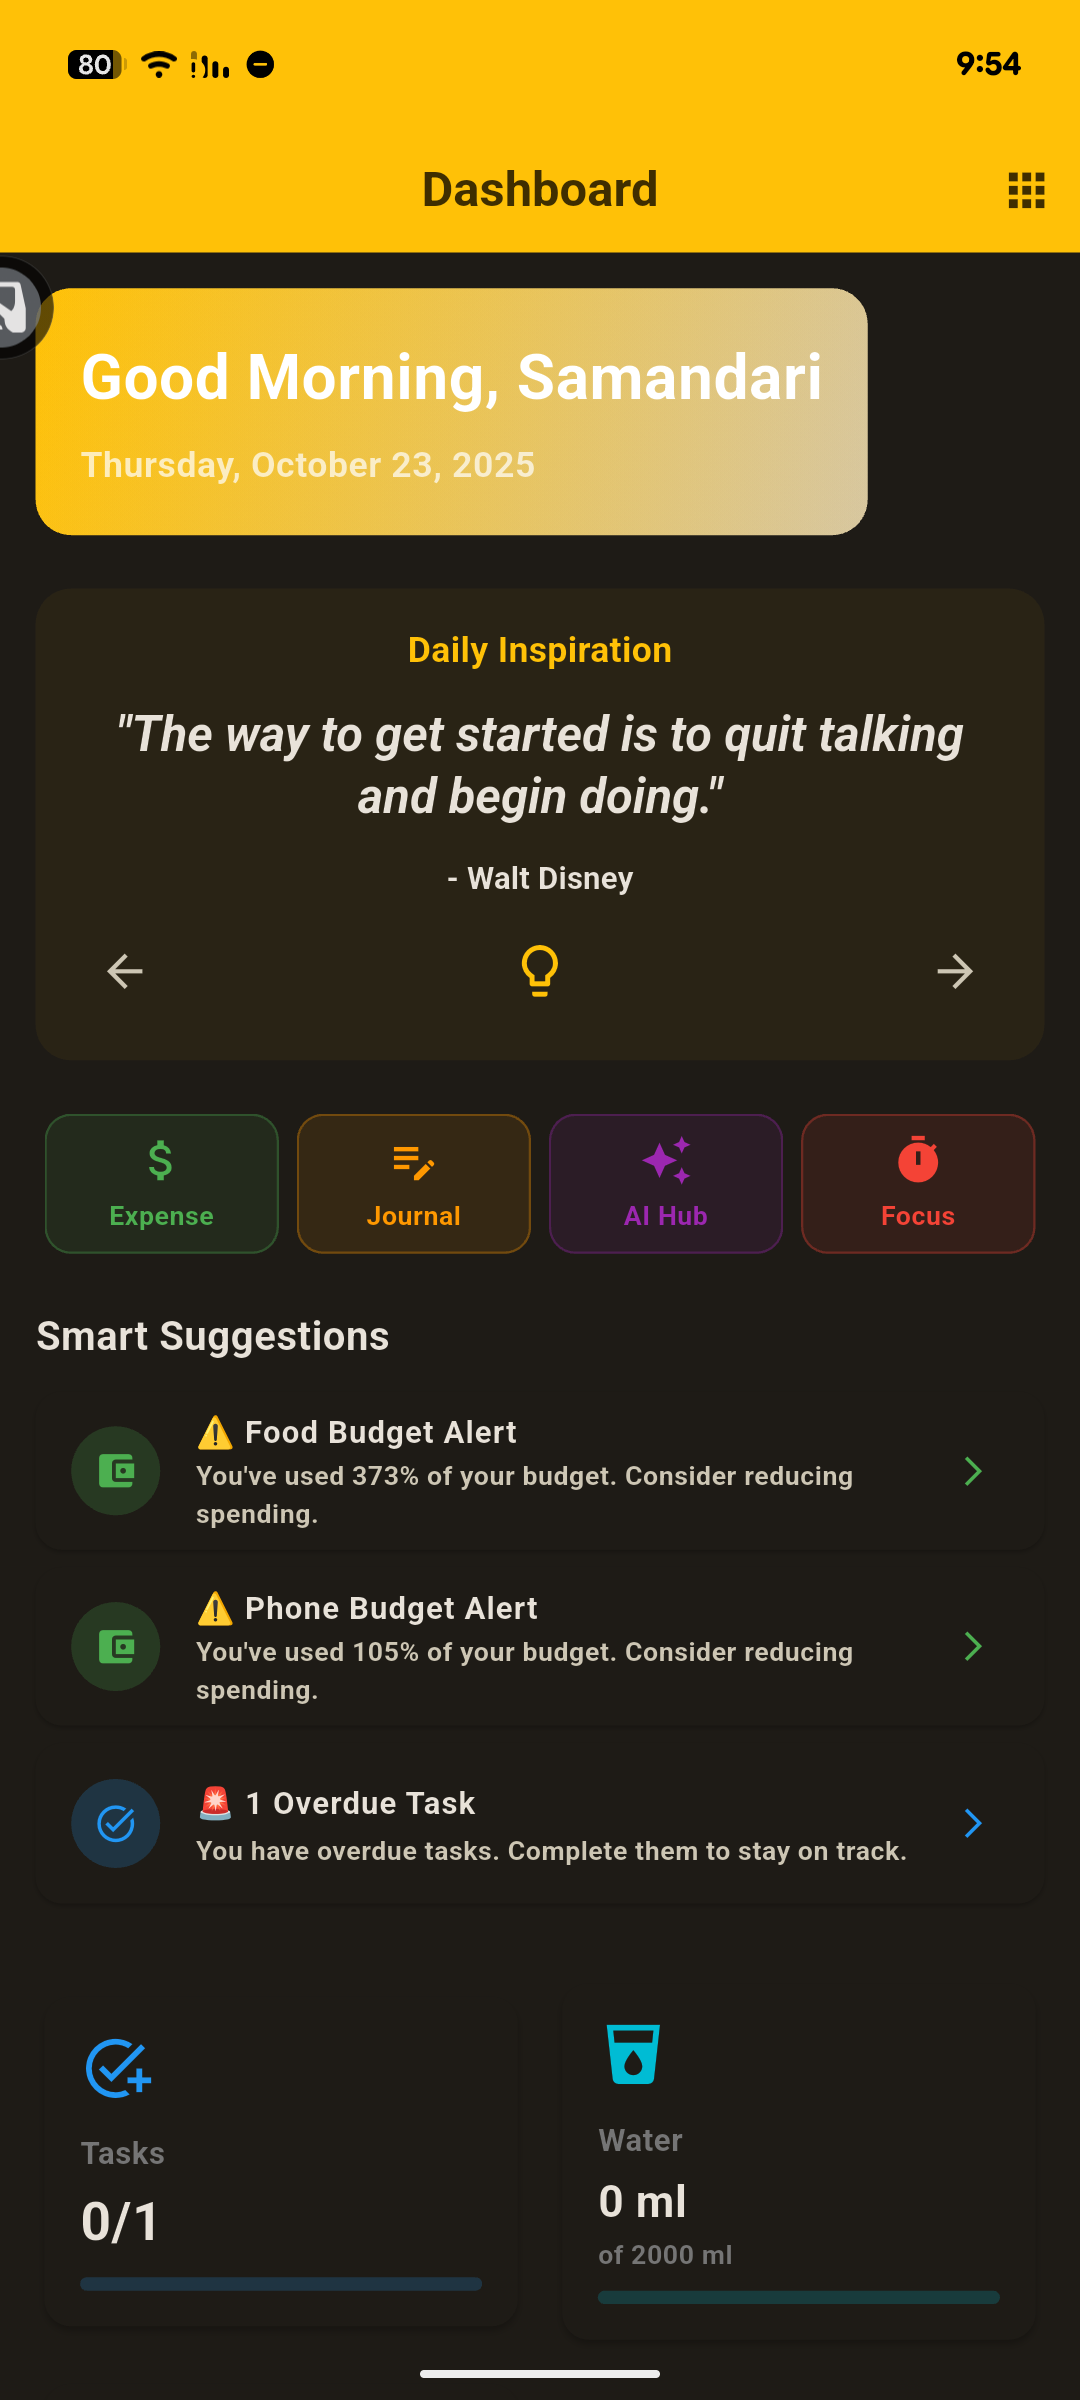 80
9:54
Dashboard
Good Morning, Samandari
Thursday, October 23, 2025
Daily Inspiration
"The way to get started is to quit talking
and begin doing."
- Walt Disney
Expense
Journal
AI Hub
Focus
Smart Suggestions
⚠️ Food Budget Alert
You've used 373% of your budget. Consider reducing
spending.
⚠️ Phone Budget Alert
You've used 105% of your budget. Consider reducing
spending.
🚨 1 Overdue Task
You have overdue tasks. Complete them to stay on track.
Tasks
0/1
Water
0 ml
of 2000 ml